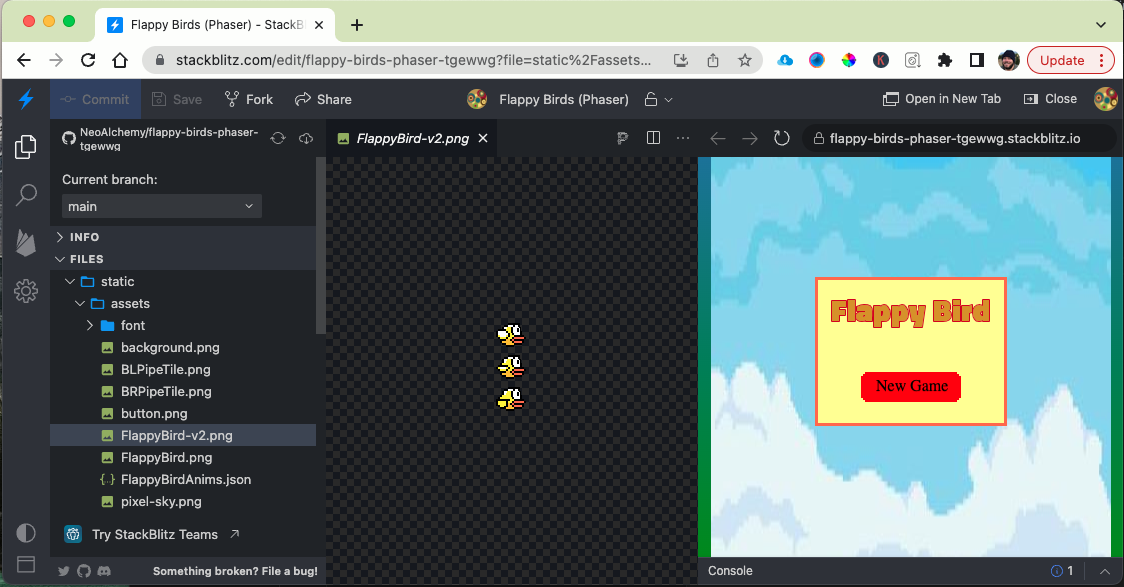 Flappy Birds (Phaser) - StackB
stackblitz.com/edit/flappy-birds-phaser-tgewwg?file=static%2Fassets...
K
Update
Commit
Save
Fork
Share
Flappy Birds (Phaser)
Open in New Tab
Close
NeoAlchemy/flappy-birds-phaser-
tgewwg
FlappyBird-v2.png
flappy-birds-phaser-tgewwg.stackblitz.io
Current branch:
main
INFO
FILES
static
assets
font
background.png
BLPipeTile.png
BRPipeTile.png
button.png
FlappyBird-v2.png
FlappyBird.png
FlappyBirdAnims.json
pixel-sky.png
Try StackBlitz Teams
Something broken? File a bug!
Flappy Bird
New Game
Console
1